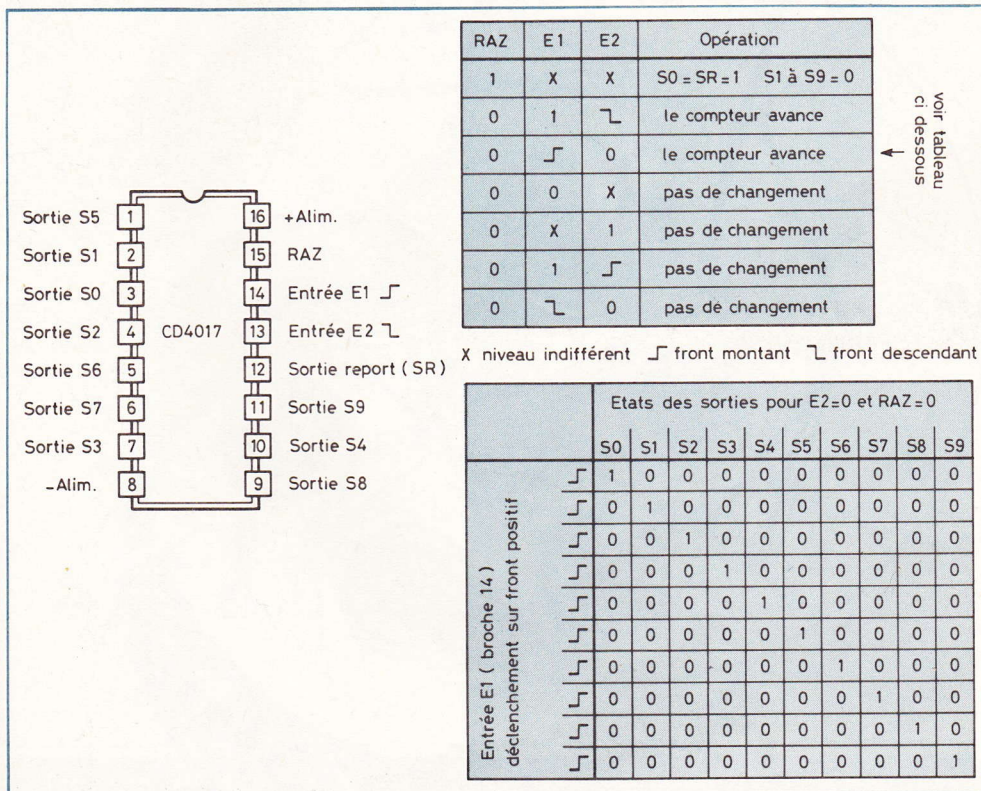 RAZ E1 E2 Opération
1 X X S0 = SR = 1 S1 à S9 = 0
0 1 le compteur avance
0 0 le compteur avance
0 0 X pas de changement
0 X 1 pas de changement
0 1 pas de changement
0 0 pas de changement
voir tableau
ci dessous
X niveau indifférent front montant front descendant
Sortie S5 1 16 +Alim.
Sortie S1 2 15 RAZ
Sortie S0 3 14 Entrée E1
Sortie S2 4 CD4017 13 Entrée E2
Sortie S6 5 12 Sortie report (SR)
Sortie S7 6 11 Sortie S9
Sortie S3 7 10 Sortie S4
-Alim. 8 9 Sortie S8
Etats des sorties pour E2=0 et RAZ=0
S0 S1 S2 S3 S4 S5 S6 S7 S8 S9
Entrée E1 ( broche 14 )
déclenchement sur front positif
1 0 0 0 0 0 0 0 0 0
0 1 0 0 0 0 0 0 0 0
0 0 1 0 0 0 0 0 0 0
0 0 0 1 0 0 0 0 0 0
0 0 0 0 1 0 0 0 0 0
0 0 0 0 0 1 0 0 0 0
0 0 0 0 0 0 1 0 0 0
0 0 0 0 0 0 0 1 0 0
0 0 0 0 0 0 0 0 1 0
0 0 0 0 0 0 0 0 0 1